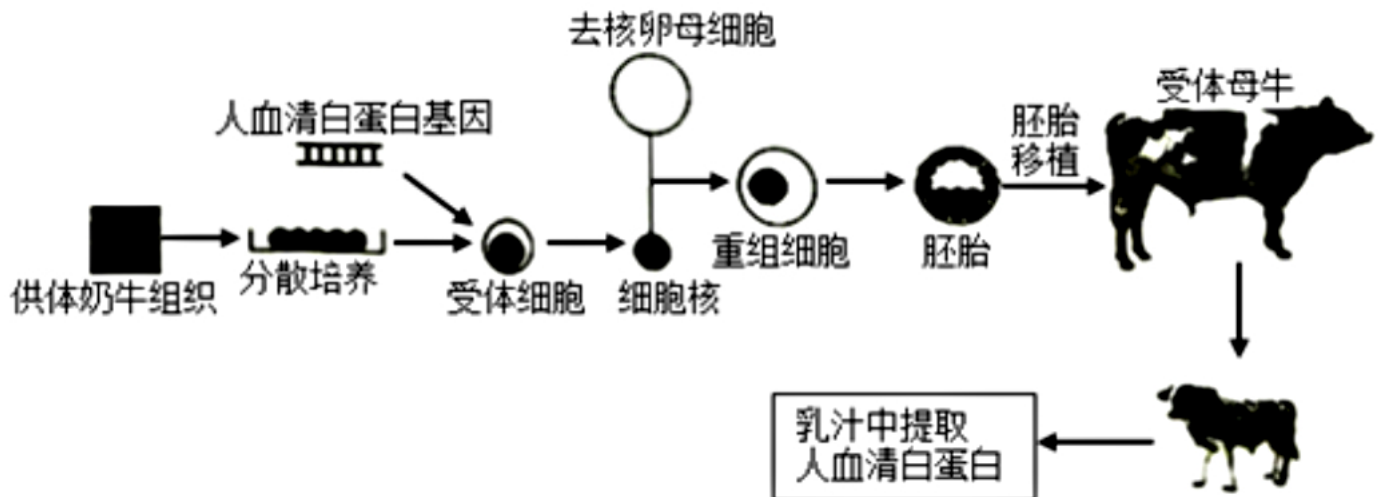 去核卵母细胞
人血清白蛋白基因
受体母牛
胚胎
移植
供体奶牛组织
分散培养
受体细胞
细胞核
重组细胞
胚胎
乳汁中提取
人血清白蛋白